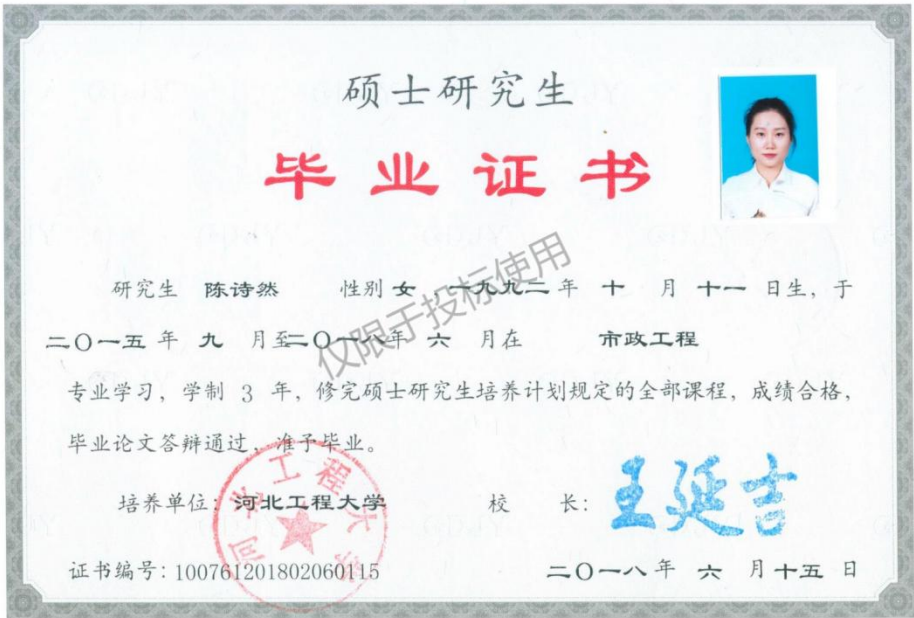 硕士研究生
毕业证书
研究生 陈诗然 性别 女，一九九二年 十 月 十一 日生，于
二〇一五年 九 月至二〇一八年 六 月在 市政工程
专业学习，学制 3 年，修完硕士研究生培养计划规定的全部课程，成绩合格，
毕业论文答辩通过，准予毕业。
培养单位：河北工程大学 校 长：王延吉
证书编号：100761201802060115 二〇一八年 六 月十五 日
仅限于投标使用
河北工程大学